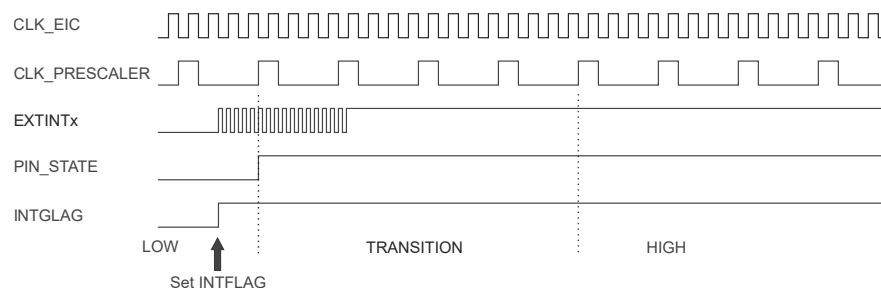 CLK_EIC
CLK_PRESCALER
EXTINTx
PIN_STATE
INTGLAG
LOW TRANSITION HIGH
Set INTFLAG